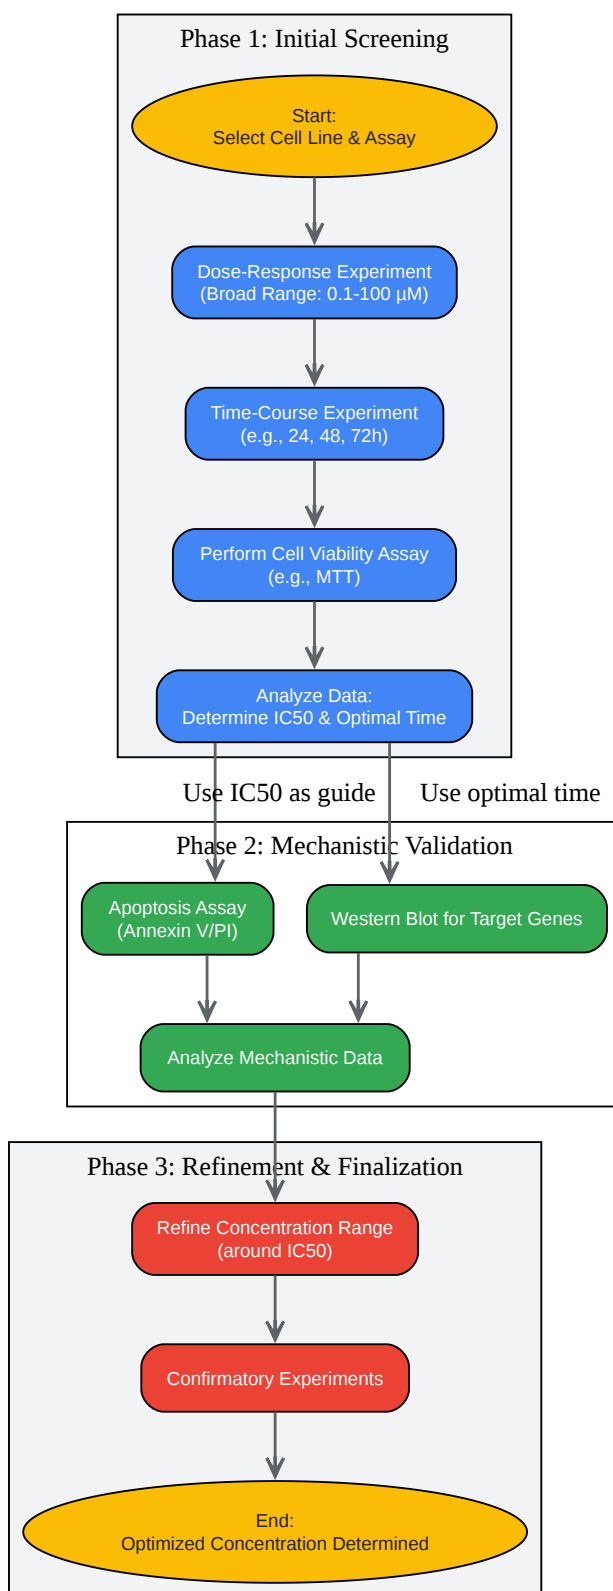 Phase 1: Initial Screening
Start:
Select Cell Line & Assay
Dose-Response Experiment
(Broad Range: 0.1-100 µM)
Time-Course Experiment
(e.g., 24, 48, 72h)
Perform Cell Viability Assay
(e.g., MTT)
Analyze Data:
Determine IC50 & Optimal Time
Use IC50 as guide
Use optimal time
Phase 2: Mechanistic Validation
Apoptosis Assay
(Annexin V/PI)
Western Blot for Target Genes
Analyze Mechanistic Data
Phase 3: Refinement & Finalization
Refine Concentration Range
(around IC50)
Confirmatory Experiments
End:
Optimized Concentration Determined